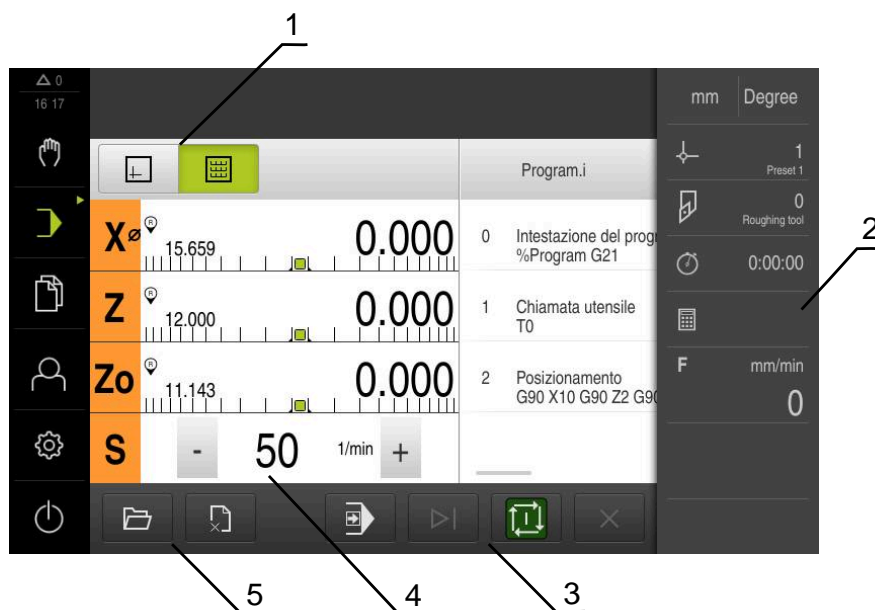 1
0
16 17
mm Degree
1
Preset 1
0
Roughing tool
2
0:00:00
F mm/min
0
Program.i
X⌀ R 15.659 0.000
Z R 12.000 0.000
Zo R 11.143 0.000
S - 50 1/min +
0 Intestazione del progr
%Program G21
1 Chiamata utensile
T0
2 Posizionamento
G90 X10 G90 Z2 G90
5
4
3